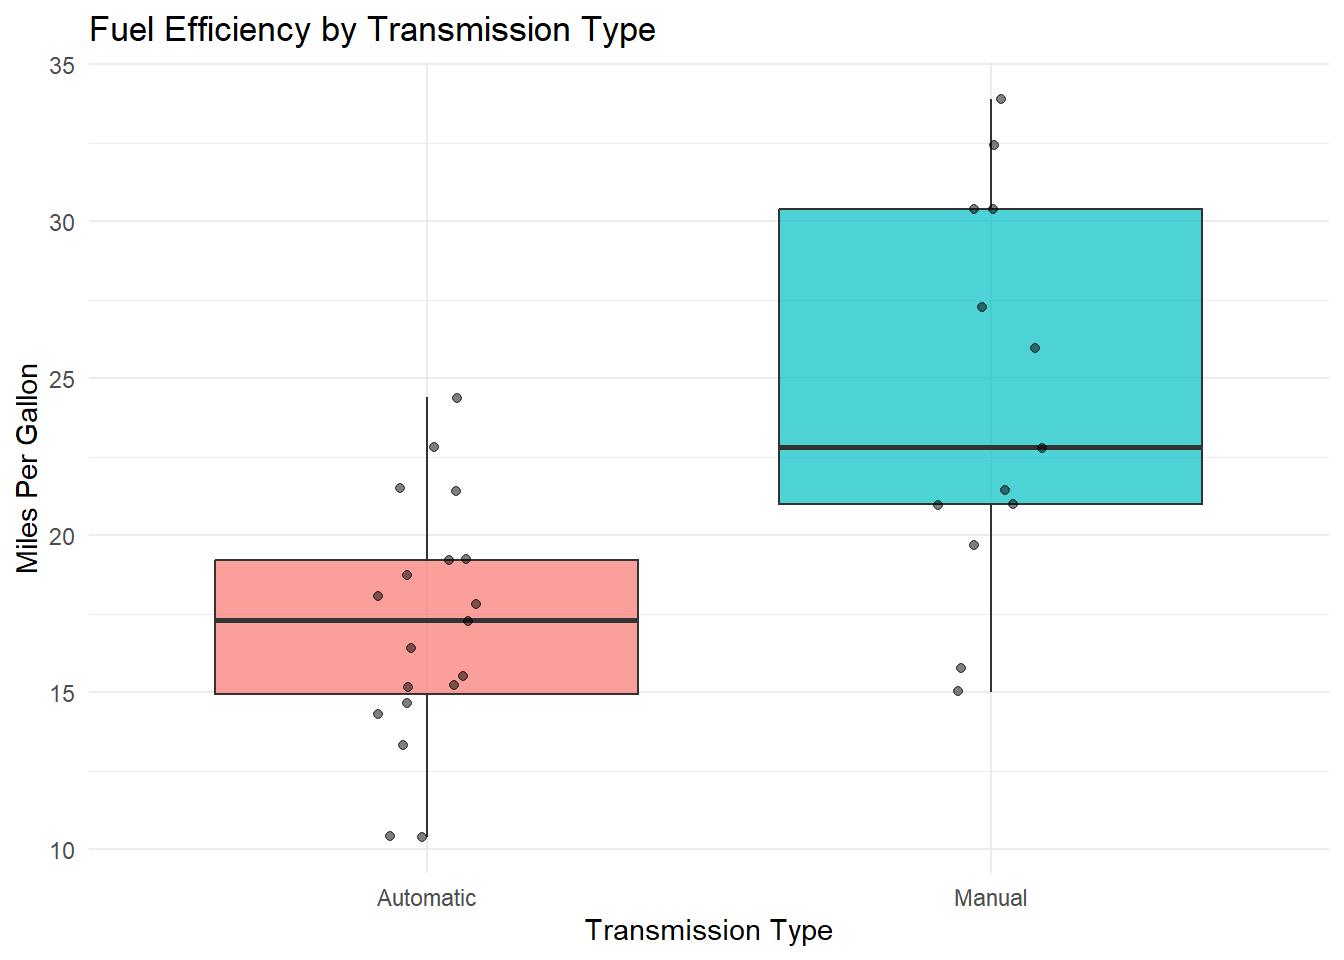 Fuel Efficiency by Transmission Type
Miles Per Gallon
35
30
25
20
15
10
Automatic Manual
Transmission Type